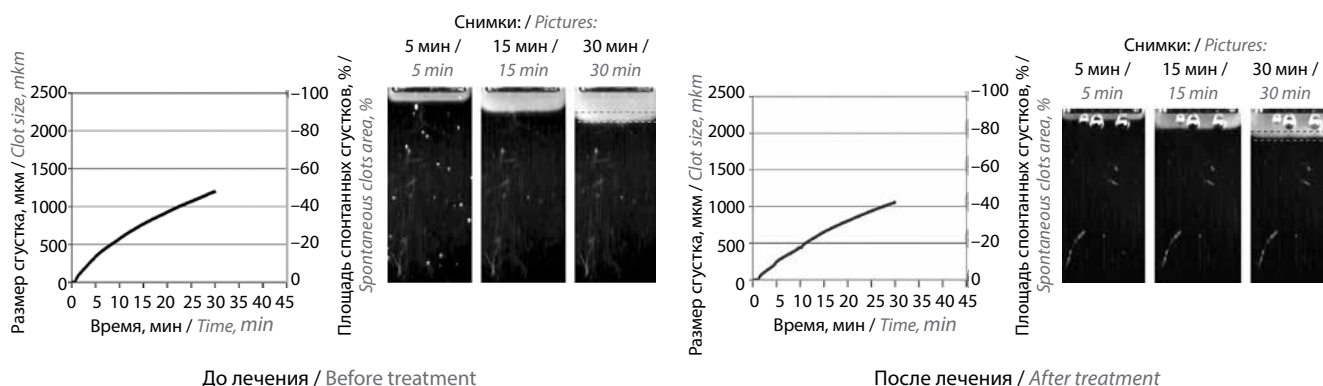 Снимки: / Pictures:
5 мин / 15 мин / 30 мин /
5 min 15 min 30 min
Размер сгустка, мкм / Clot size, mkm
2500
2000
1500
1000
500
0
0 5 10 15 20 25 30 35 40 45
Время, мин / Time, min
–100
–80
–60
–40
–20
0
Площадь спонтанных сгустков, % /
Spontaneous clots area, %
До лечения / Before treatment
Снимки: / Pictures:
5 мин / 15 мин / 30 мин /
5 min 15 min 30 min
Размер сгустка, мкм / Clot size, mkm
2500
2000
1500
1000
500
0
0 5 10 15 20 25 30 35 40 45
Время, мин / Time, min
–100
–80
–60
–40
–20
0
Площадь спонтанных сгустков, % /
Spontaneous clots area, %
После лечения / After treatment